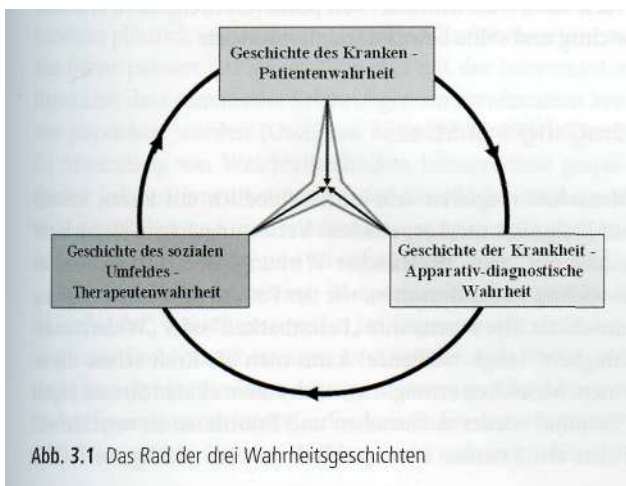 Geschichte des Kranken -
Patientenwahrheit
Geschichte des sozialen
Umfeldes -
Therapeutenwahrheit
Geschichte der Krankheit -
Apparativ-diagnostische
Wahrheit
Abb. 3.1 Das Rad der drei Wahrheitsgeschichten